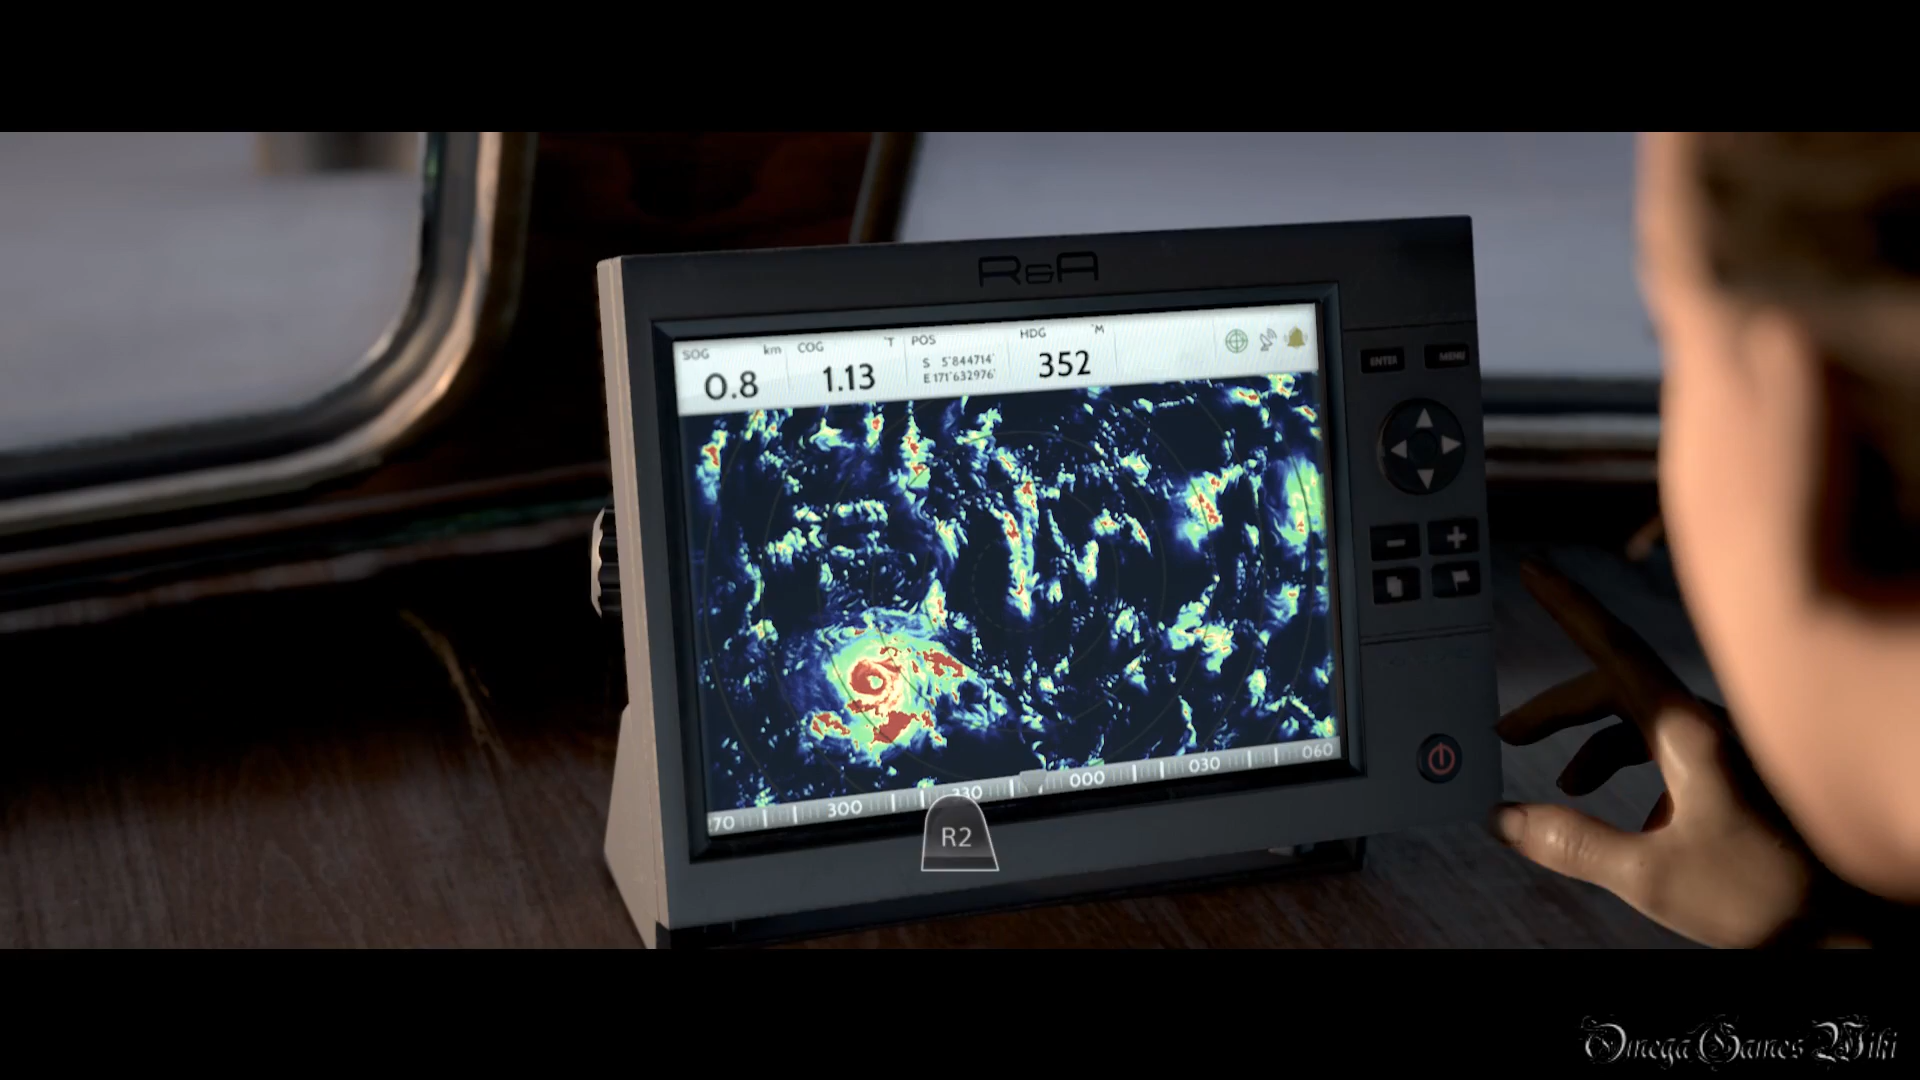 R&A
SOG km COG °T POS HDG °M
0.8 1.13 S 5°844714' 352
E 171°632976'
ENTER MENU
70 300 330 000 030 060
R2
Omega Games Wiki